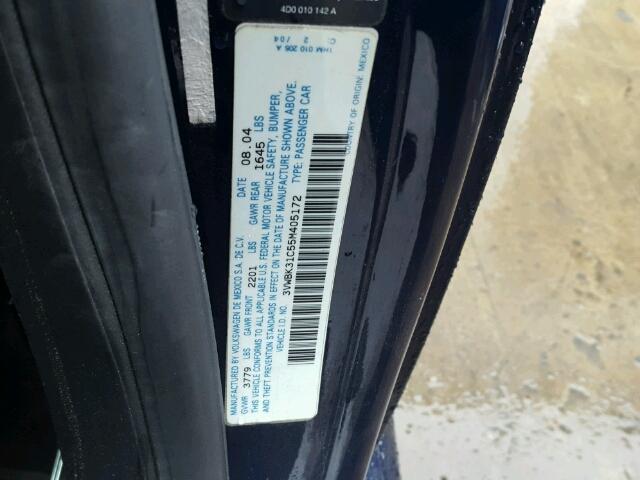 4D0 010 142 A
MANUFACTURED BY VOLKSWAGEN DE MEXICO S.A. DE C.V. DATE 08.04
GVWR 3779 LBS GAWR FRONT 2201 LBS GAWR REAR 1645 LBS
THIS VEHICLE CONFORMS TO ALL APPLICABLE U.S. FEDERAL MOTOR VEHICLE SAFETY, BUMPER,
AND THEFT PREVENTION STANDARDS IN EFFECT ON THE DATE OF MANUFACTURE SHOWN ABOVE.
VEHICLE I.D. NO. 3VWBK31C55M405172 TYPE: PASSENGER CAR
COUNTRY OF ORIGIN: MEXICO
1HM 010 205 A
2 /04